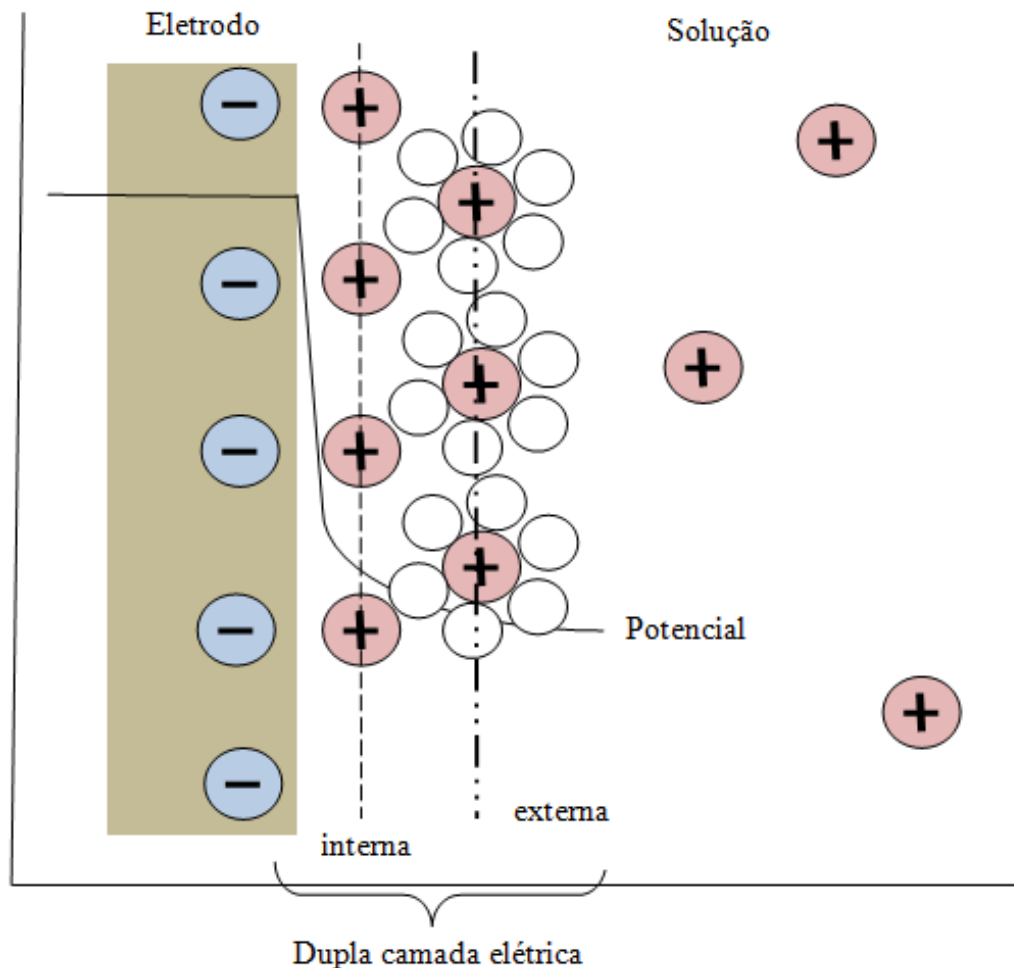 Eletrodo
Solução
Potencial
externa
interna
Dupla camada elétrica